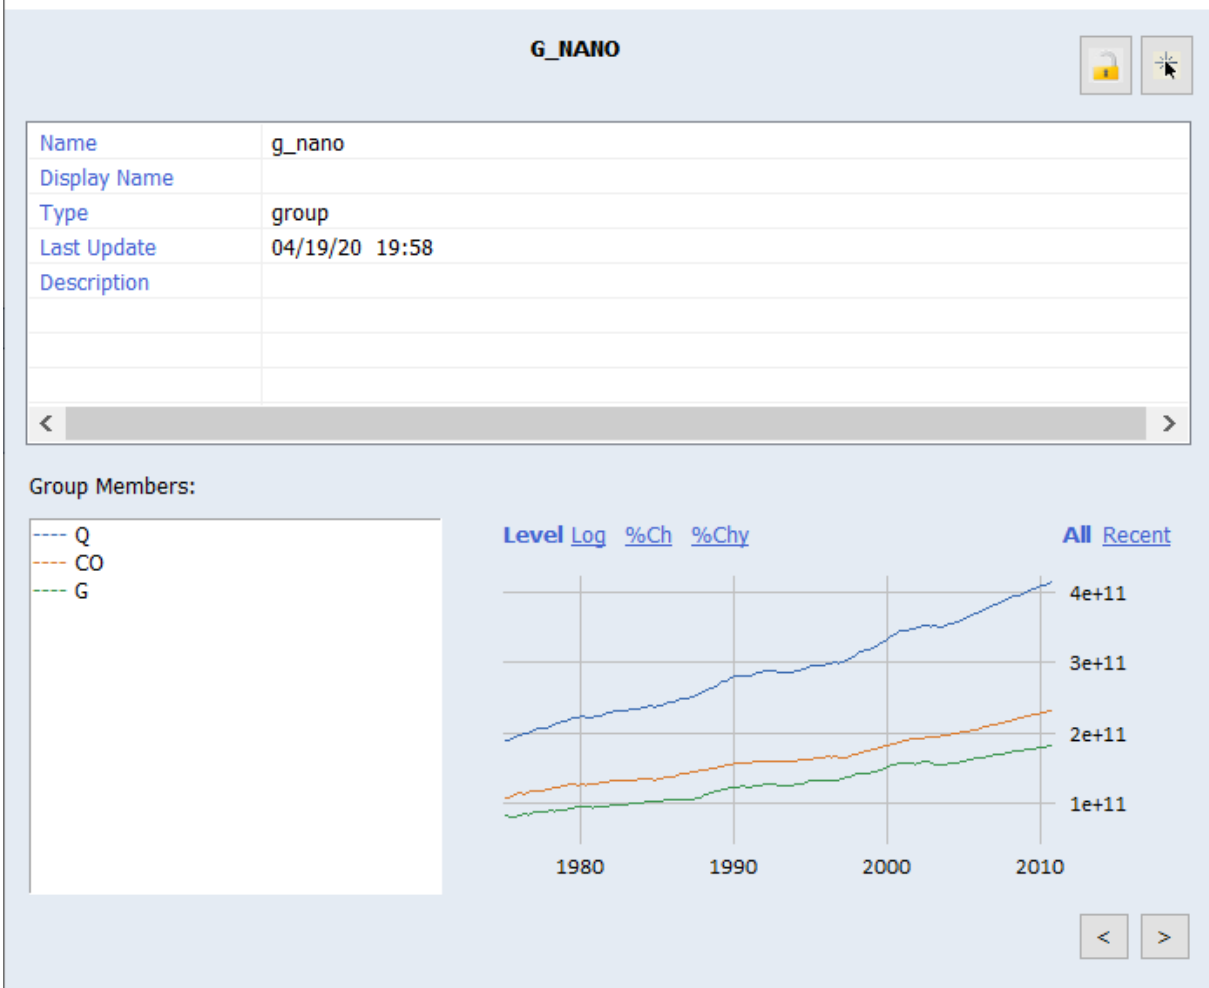 G_NANO
Name g_nano
Display Name
Type group
Last Update 04/19/20 19:58
Description
Group Members:
Q
CO
G
Level Log %Ch %Chy All Recent
4e+11
3e+11
2e+11
1e+11
1980 1990 2000 2010
< >